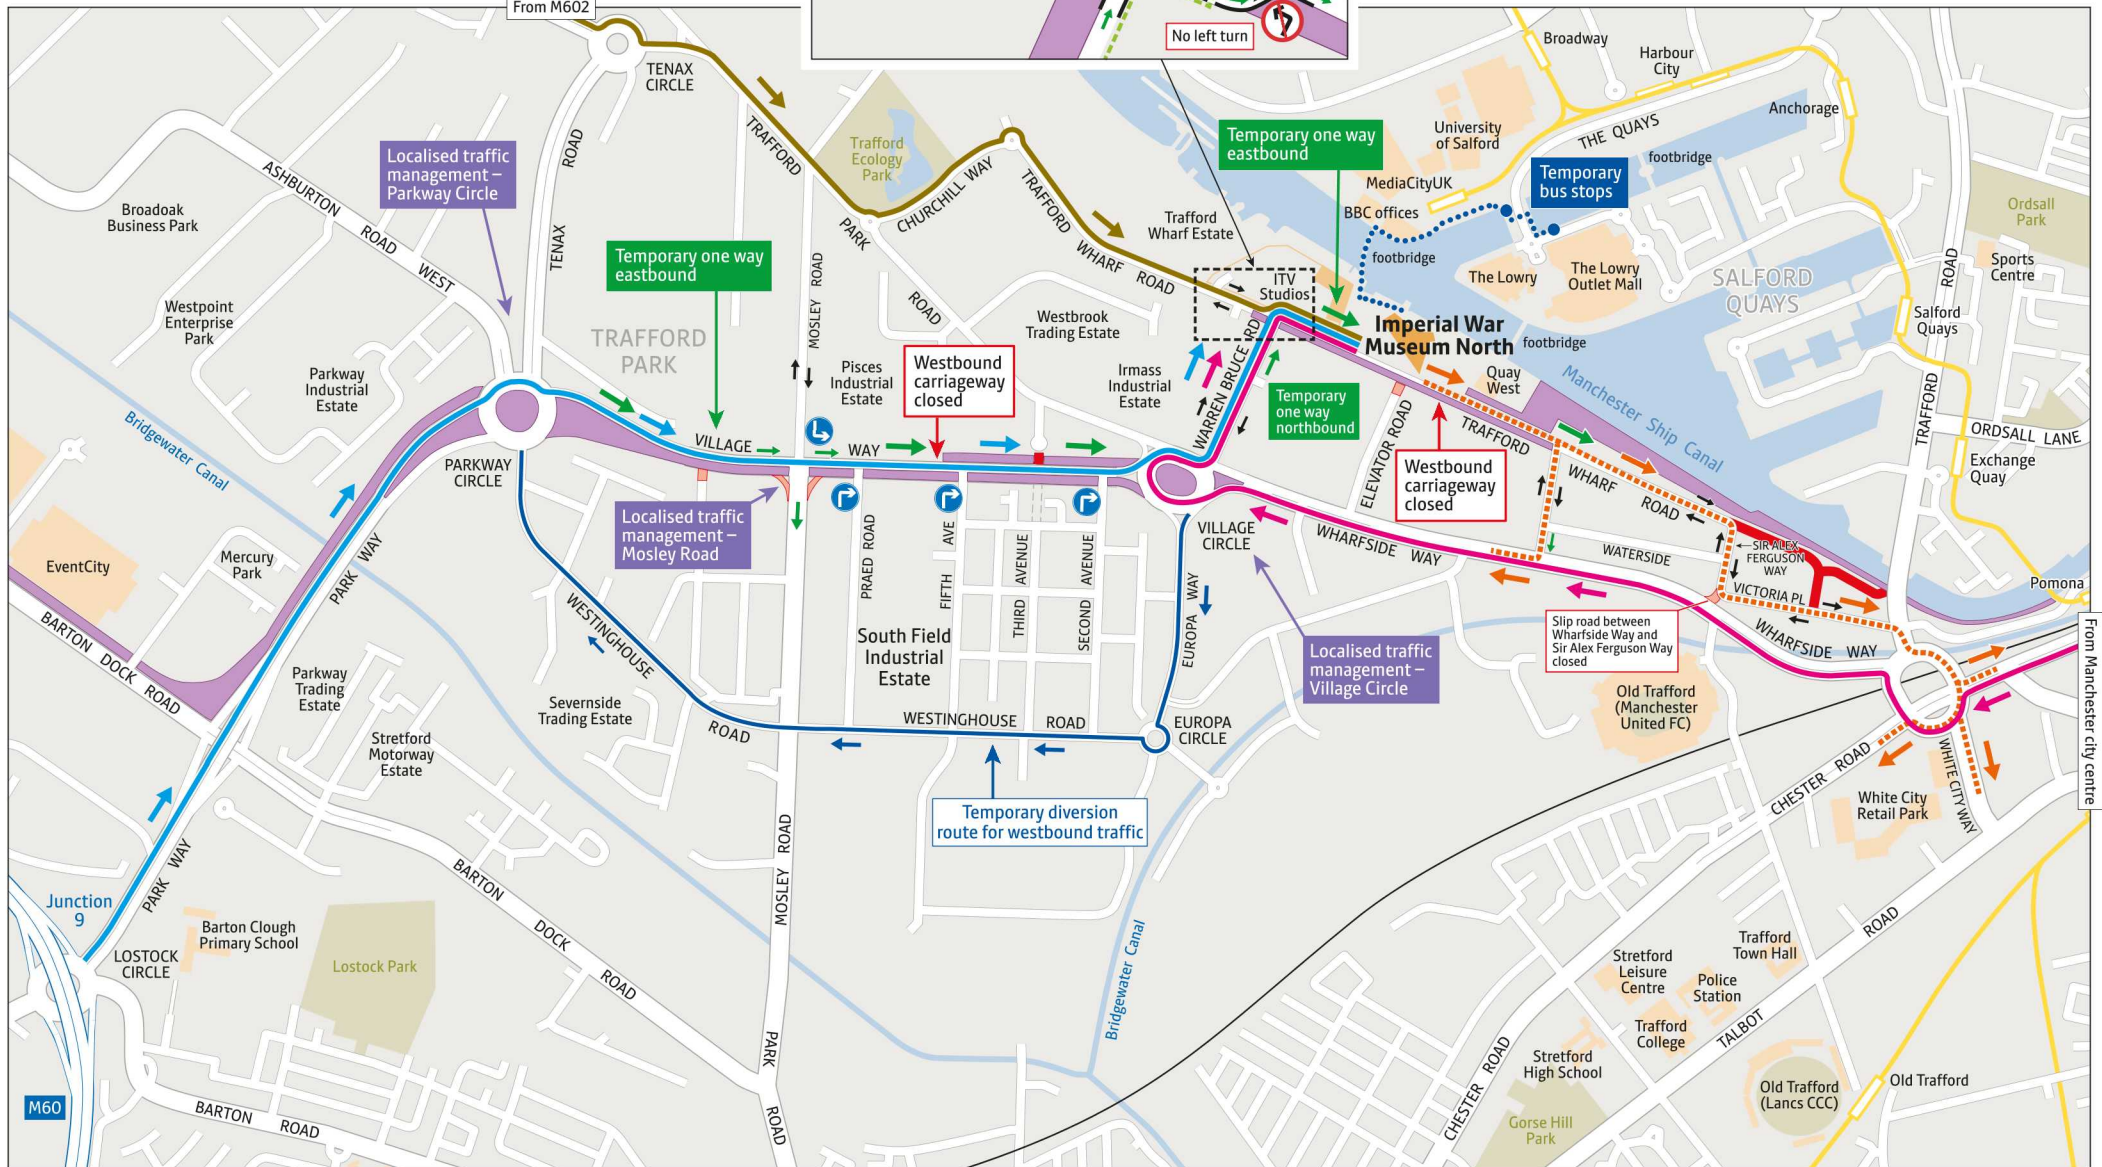 From M602
No left turn
TENAX
CIRCLE
Broadway
Harbour
City
Anchorage
THE QUAYS
footbridge
University
of Salford
MediaCityUK
BBC offices
Temporary
bus stops
Temporary one way
eastbound
Trafford
Ecology
Park
TRAFFORD
PARK
ROAD
CHURCHILL WAY
TRAFFORD
WHARF
ROAD
Trafford
Wharf Estate
Localised traffic
management –
Parkway Circle
ROAD
TENAX
ASHBURTON
ROAD
WEST
Broadoak
Business Park
Westpoint
Enterprise
Park
Parkway
Industrial
Estate
Temporary one way
eastbound
TRAFFORD
PARK
MOSLEY ROAD
Pisces
Industrial
Estate
Westbound
carriageway
closed
Westbrook
Trading Estate
Irmass
Industrial
Estate
ITV
Studios
footbridge
Imperial War
Museum North
footbridge
The Lowry
The Lowry
Outlet Mall
SALFORD
QUAYS
Ordsall
Park
Sports
Centre
Salford
Quays
ROAD
TRAFFORD
ORDSALL LANE
Exchange
Quay
Quay
West
Manchester Ship Canal
WARREN BRUCE RD
Temporary
one way
northbound
ELEVATOR ROAD
Westbound
carriageway
closed
TRAFFORD
WHARF
ROAD
VILLAGE
WAY
PARKWAY
CIRCLE
Bridgewater Canal
EventCity
Mercury
Park
PARK WAY
Localised traffic
management –
Mosley Road
PRAED ROAD
FIFTH
AVE
THIRD
AVENUE
SECOND
AVENUE
VILLAGE
CIRCLE
WHARFSIDE WAY
WATERSIDE
SIR ALEX
FERGUSON
WAY
VICTORIA PL
Pomona
South Field
Industrial
Estate
EUROPA WAY
Localised traffic
management –
Village Circle
Slip road between
Wharfside Way and
Sir Alex Ferguson Way
closed
WHARFSIDE WAY
From Manchester city centre
BARTON DOCK ROAD
Parkway
Trading
Estate
WESTINGHOUSE
ROAD
Severnside
Trading Estate
WESTINGHOUSE
ROAD
EUROPA
CIRCLE
Old Trafford
(Manchester
United FC)
Stretford
Motorway
Estate
Temporary diversion
route for westbound traffic
CHESTER ROAD
WHITE CITY WAY
White City
Retail Park
PARK WAY
Junction
9
LOSTOCK
CIRCLE
Barton Clough
Primary School
Lostock Park
BARTON
DOCK
ROAD
MOSLEY ROAD
Bridgewater Canal
PARK
ROAD
M60
BARTON
ROAD
Stretford
Leisure
Centre
Trafford
Town Hall
Police
Station
Trafford
College
TALBOT
ROAD
Stretford
High School
CHESTER ROAD
Gorse Hill
Park
Old Trafford
(Lancs CCC)
Old Trafford